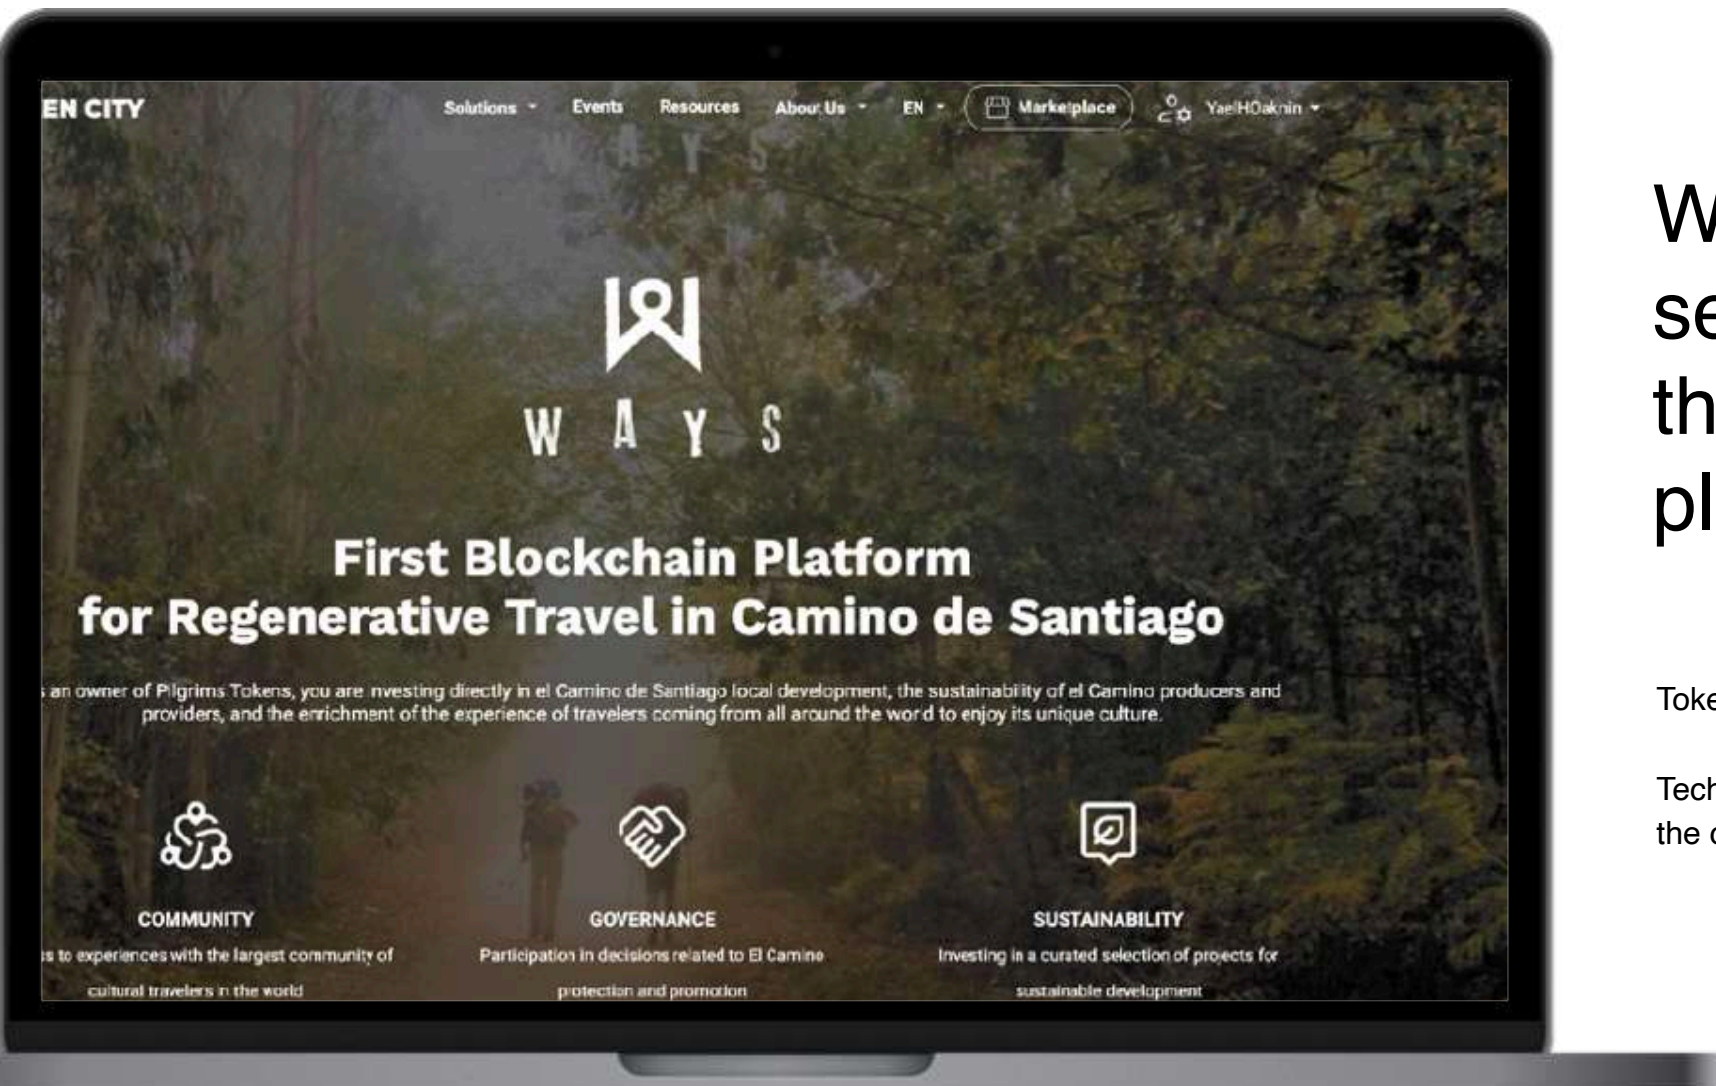 EN CITY
Solutions
Events
Resources
About Us
EN
Marketplace
YaelHOaknin
W A Y S
W A Y S
First Blockchain Platform
for Regenerative Travel in Camino de Santiago
s an owner of Pilgrims Tokens, you are investing directly in el Camino de Santiago local development, the sustainability of el Camino producers and
providers, and the enrichment of the experience of travelers coming from all around the world to enjoy its unique culture.
COMMUNITY
ss to experiences with the largest community of
cultural travelers in the world
GOVERNANCE
Participation in decisions related to El Camino
protection and promotion
SUSTAINABILITY
Investing in a curated selection of projects for
sustainable development
W
se
th
pl
Toke
Tech
the